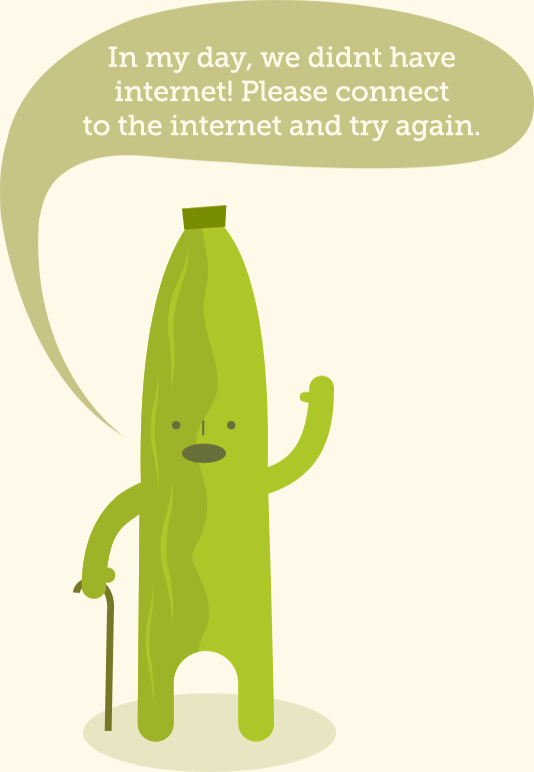 In my day, we didnt have
internet! Please connect
to the internet and try again.